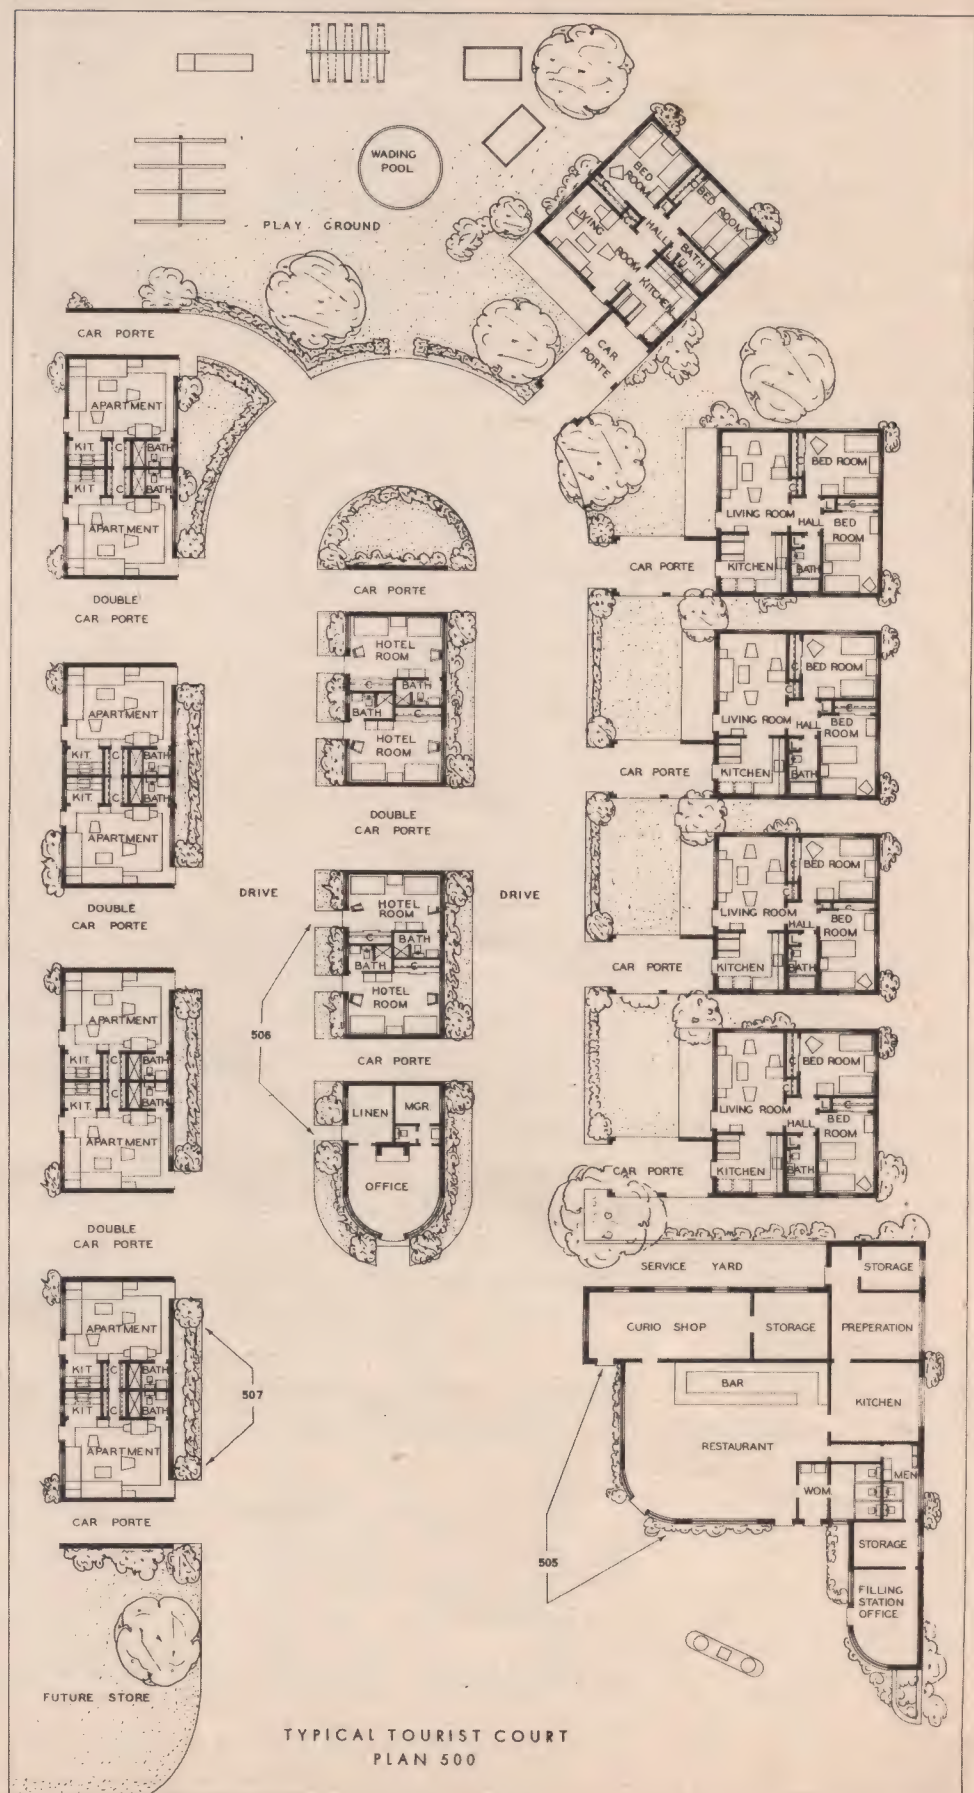 WADING
POOL
PLAY GROUND
BED
ROOM
C
BED ROOM
C
LIVING
ROOM
C
HALL
BATH
L
KITCHEN
CAR
PORTE
CAR PORTE
APARTMENT
KIT.
C
BATH
KIT
C
BATH
APARTMENT
DOUBLE
CAR PORTE
APARTMENT
KIT.
C
BATH
KIT.
C
BATH
APARTMENT
DOUBLE
CAR PORTE
APARTMENT
KIT
C
BATH
KIT.
C
BATH
APARTMENT
DOUBLE
CAR PORTE
APARTMENT
KIT
C
BATH
KIT
C
BATH
APARTMENT
507
CAR PORTE
FUTURE STORE
CAR PORTE
HOTEL
ROOM
C
BATH
BATH
C
HOTEL
ROOM
DOUBLE
CAR PORTE
DRIVE
DRIVE
HOTEL
ROOM
C
BATH
BATH
C
HOTEL
ROOM
506
CAR PORTE
LINEN
MGR
OFFICE
C
BED ROOM
C
LIVING ROOM
L
C
HALL
BED
ROOM
KITCHEN
BATH
CAR PORTE
C
BED ROOM
C
LIVING ROOM
C
HALL
BED
ROOM
KITCHEN
BATH
CAR PORTE
C
BED ROOM
LIVING ROOM
C
HALL
BED
ROOM
KITCHEN
BATH
CAR PORTE
C
BED ROOM
LIVING ROOM
L
C
HALL
BED
ROOM
KITCHEN
BATH
CAR PORTE
SERVICE YARD
STORAGE
CURIO SHOP
STORAGE
PREPERATION
BAR
KITCHEN
RESTAURANT
WOM.
MEN
505
STORAGE
FILLING
STATION
OFFICE
TYPICAL TOURIST COURT
PLAN 500